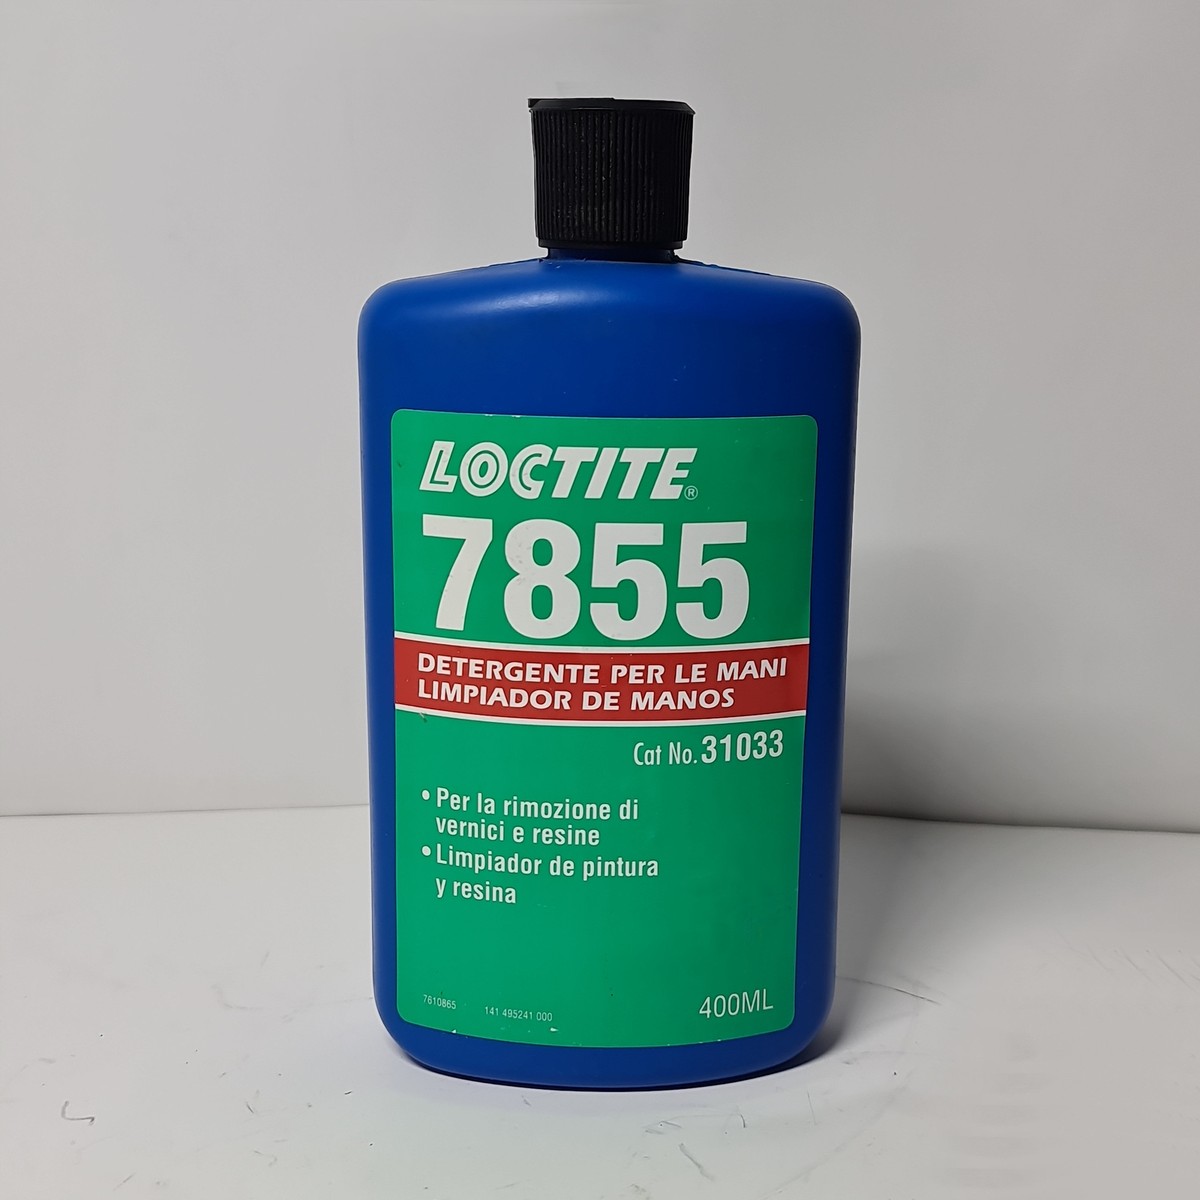 LOCTITE®
7855
DETERGENTE PER LE MANI
LIMPIADOR DE MANOS
Cat No. 31033
• Per la rimozione di
vernici e resine
• Limpiador de pintura
y resina
7610865 141 495241 000
400ML